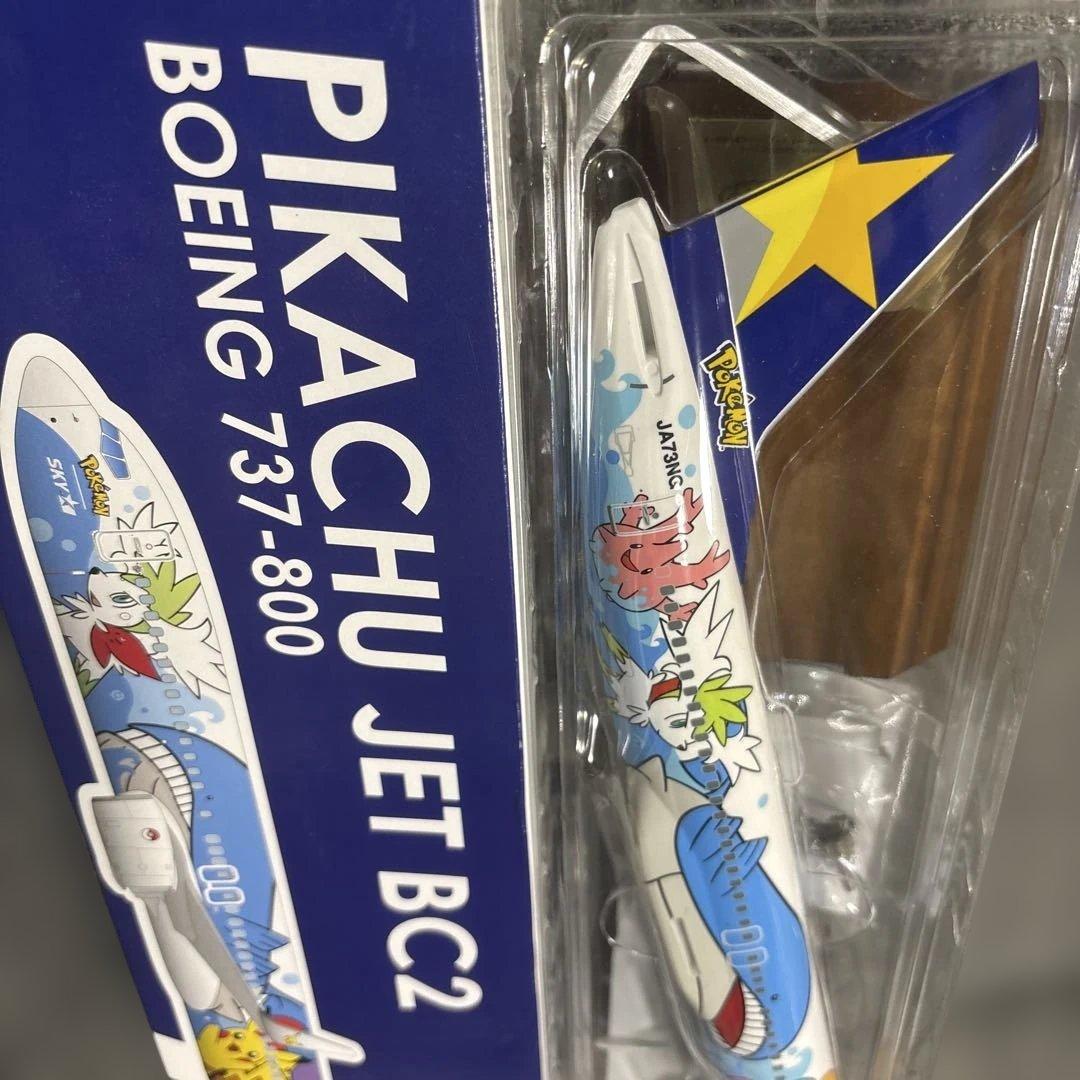 PIKACHU JET BC2
BOEING 737-800
POKéMON
SKY
POKéMON
JA73NG